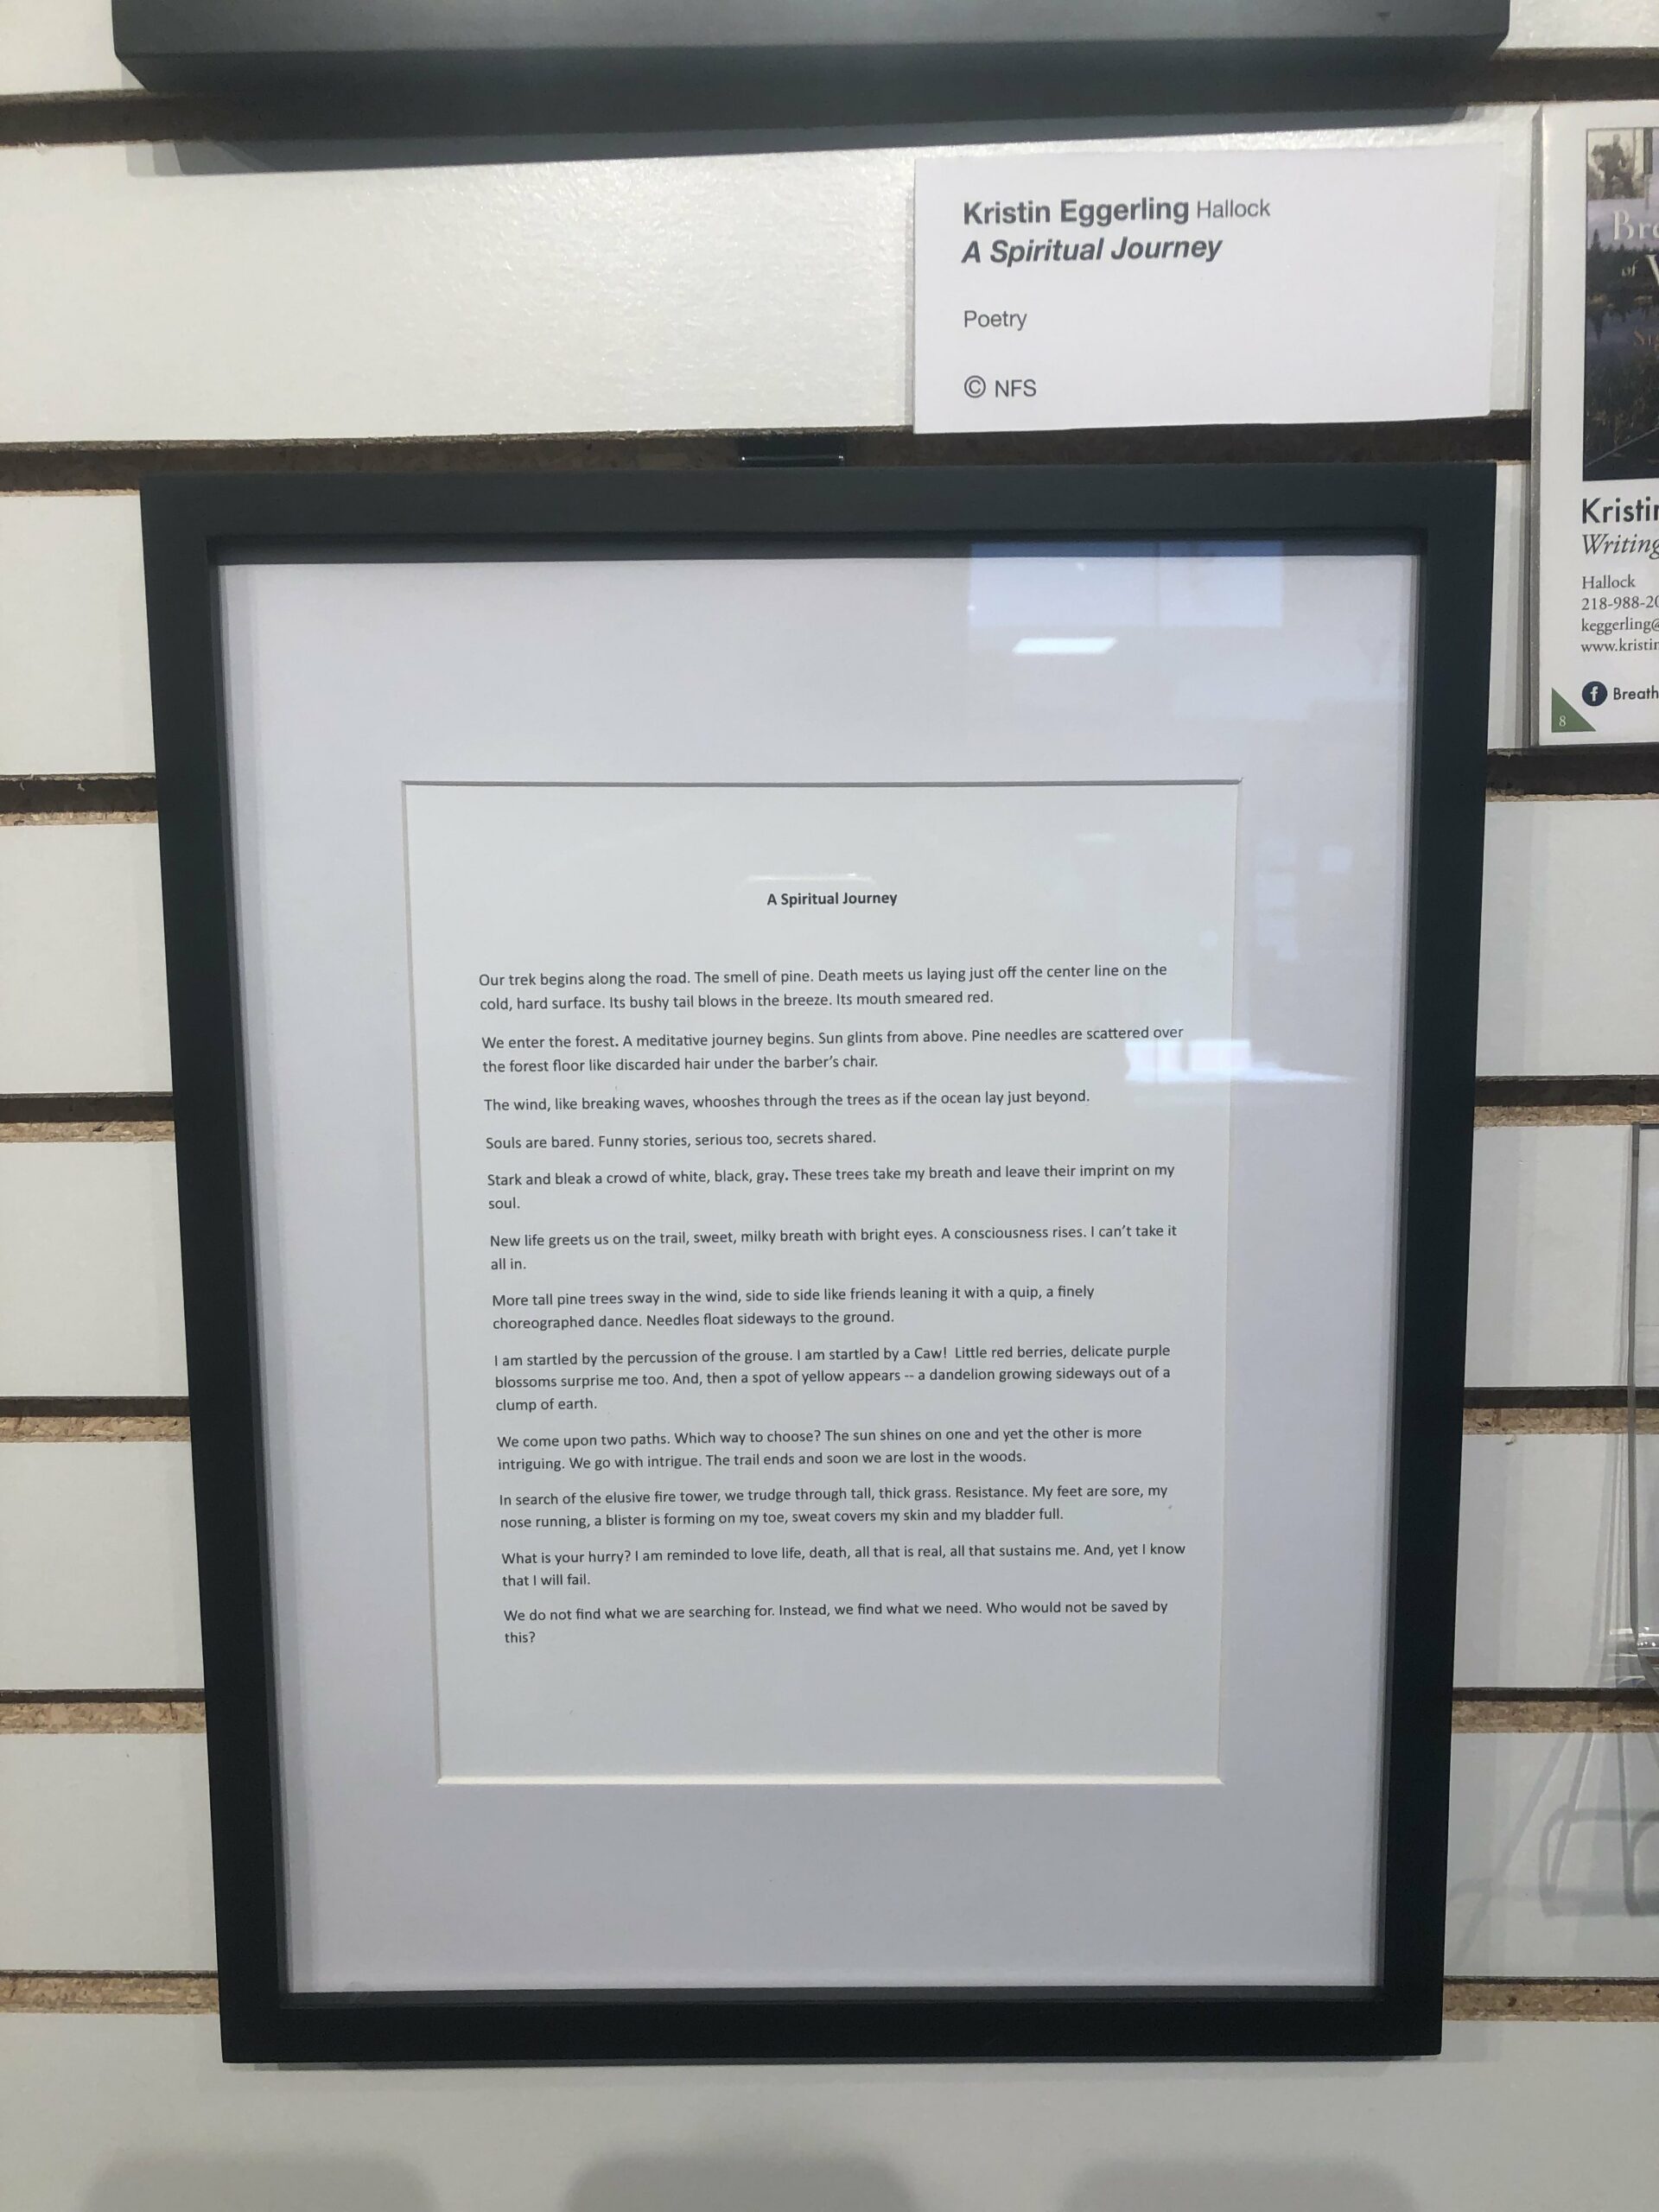 Kristin Eggerling Hallock
A Spiritual Journey
Poetry
© NFS
Hallock
218-988-20
keggerling@
f Breath
8
A Spiritual Journey
Our trek begins along the road. The smell of pine. Death meets us laying just off the center line on the
cold, hard surface. Its bushy tail blows in the breeze. Its mouth smeared red.
We enter the forest. A meditative journey begins. Sun glints from above. Pine needles are scattered over
the forest floor like discarded hair under the barber’s chair.
The wind, like breaking waves, whooshes through the trees as if the ocean lay just beyond.
Souls are bared. Funny stories, serious too, secrets shared.
Stark and bleak a crowd of white, black, gray. These trees take my breath and leave their imprint on my
soul.
New life greets us on the trail, sweet, milky breath with bright eyes. A consciousness rises. I can’t take it
all in.
More tall pine trees sway in the wind, side to side like friends leaning it with a quip, a finely
choreographed dance. Needles float sideways to the ground.
I am startled by the percussion of the grouse. I am startled by a Caw! Little red berries, delicate purple
blossoms surprise me too. And, then a spot of yellow appears -- a dandelion growing sideways out of a
clump of earth.
We come upon two paths. Which way to choose? The sun shines on one and yet the other is more
intriguing. We go with intrigue. The trail ends and soon we are lost in the woods.
In search of the elusive fire tower, we trudge through tall, thick grass. Resistance. My feet are sore, my
nose running, a blister is forming on my toe, sweat covers my skin and my bladder full.
What is your hurry? I am reminded to love life, death, all that is real, all that sustains me. And, yet I know
that I will fail.
We do not find what we are searching for. Instead, we find what we need. Who would not be saved by
this?